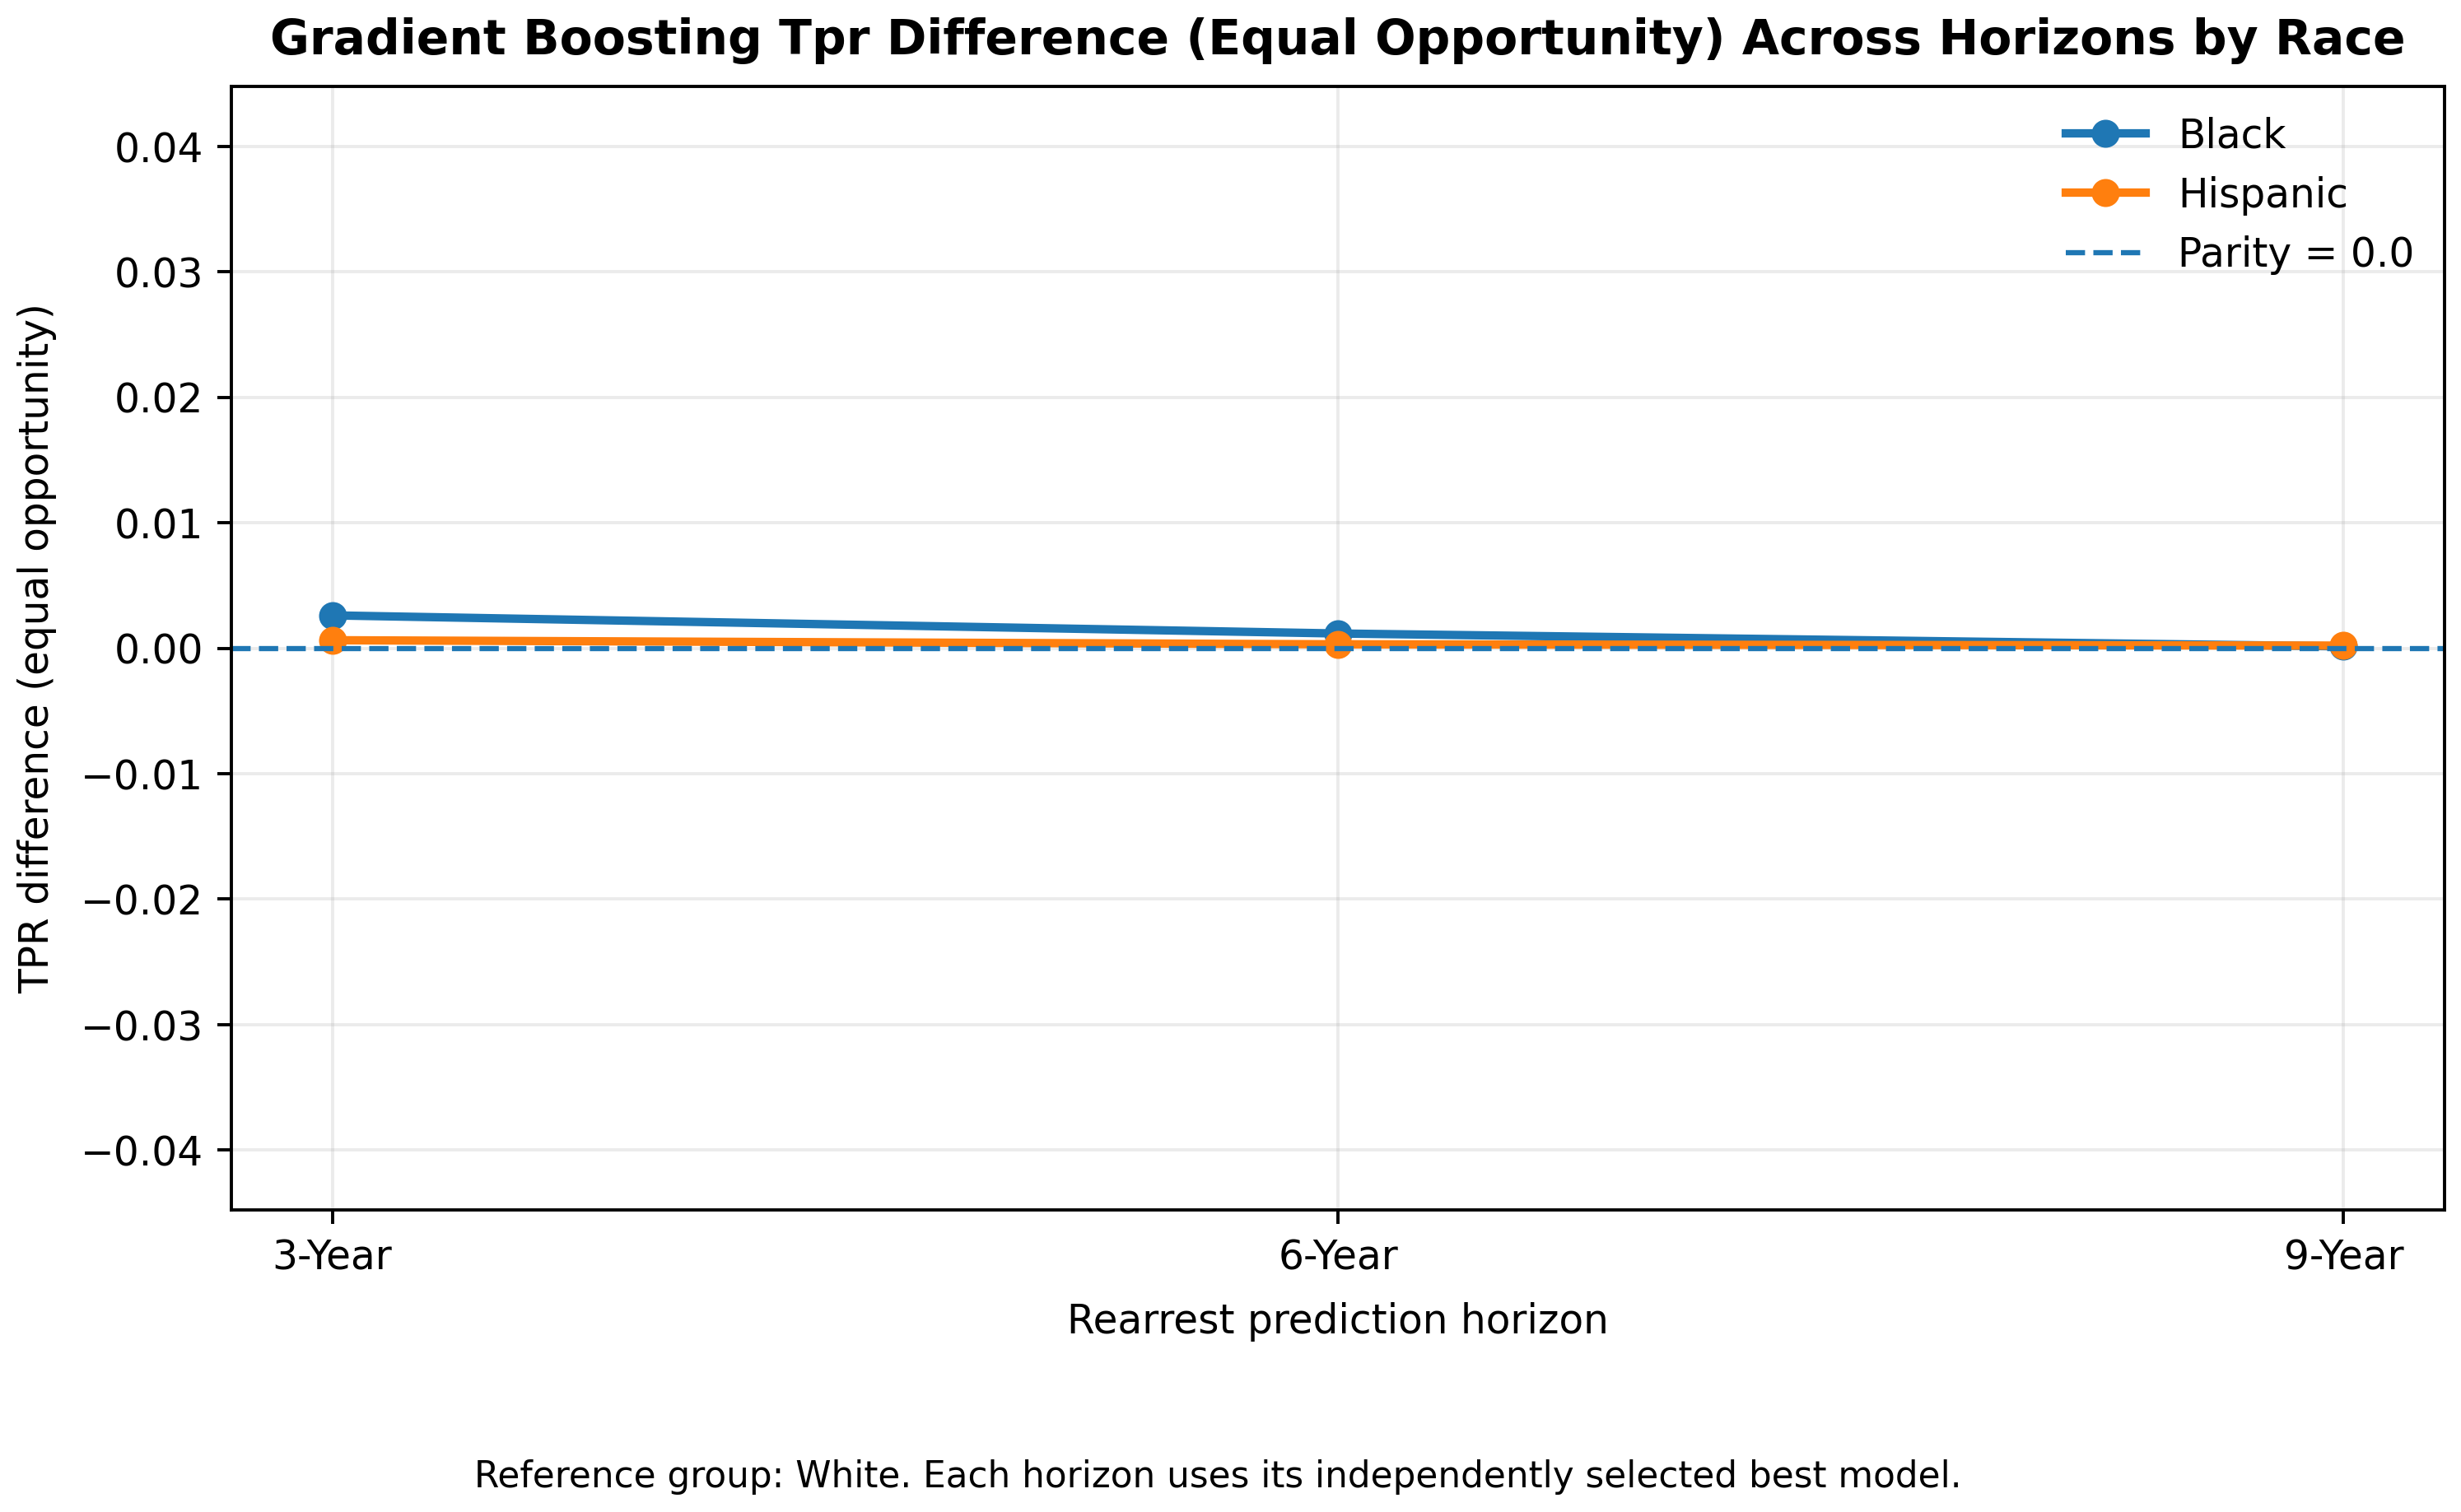 Gradient Boosting Tpr Difference (Equal Opportunity) Across Horizons by Race
TPR difference (equal opportunity)
0.04
0.03
0.02
0.01
0.00
−0.01
−0.02
−0.03
−0.04
Black
Hispanic
Parity = 0.0
3-Year
6-Year
9-Year
Rearrest prediction horizon
Reference group: White. Each horizon uses its independently selected best model.